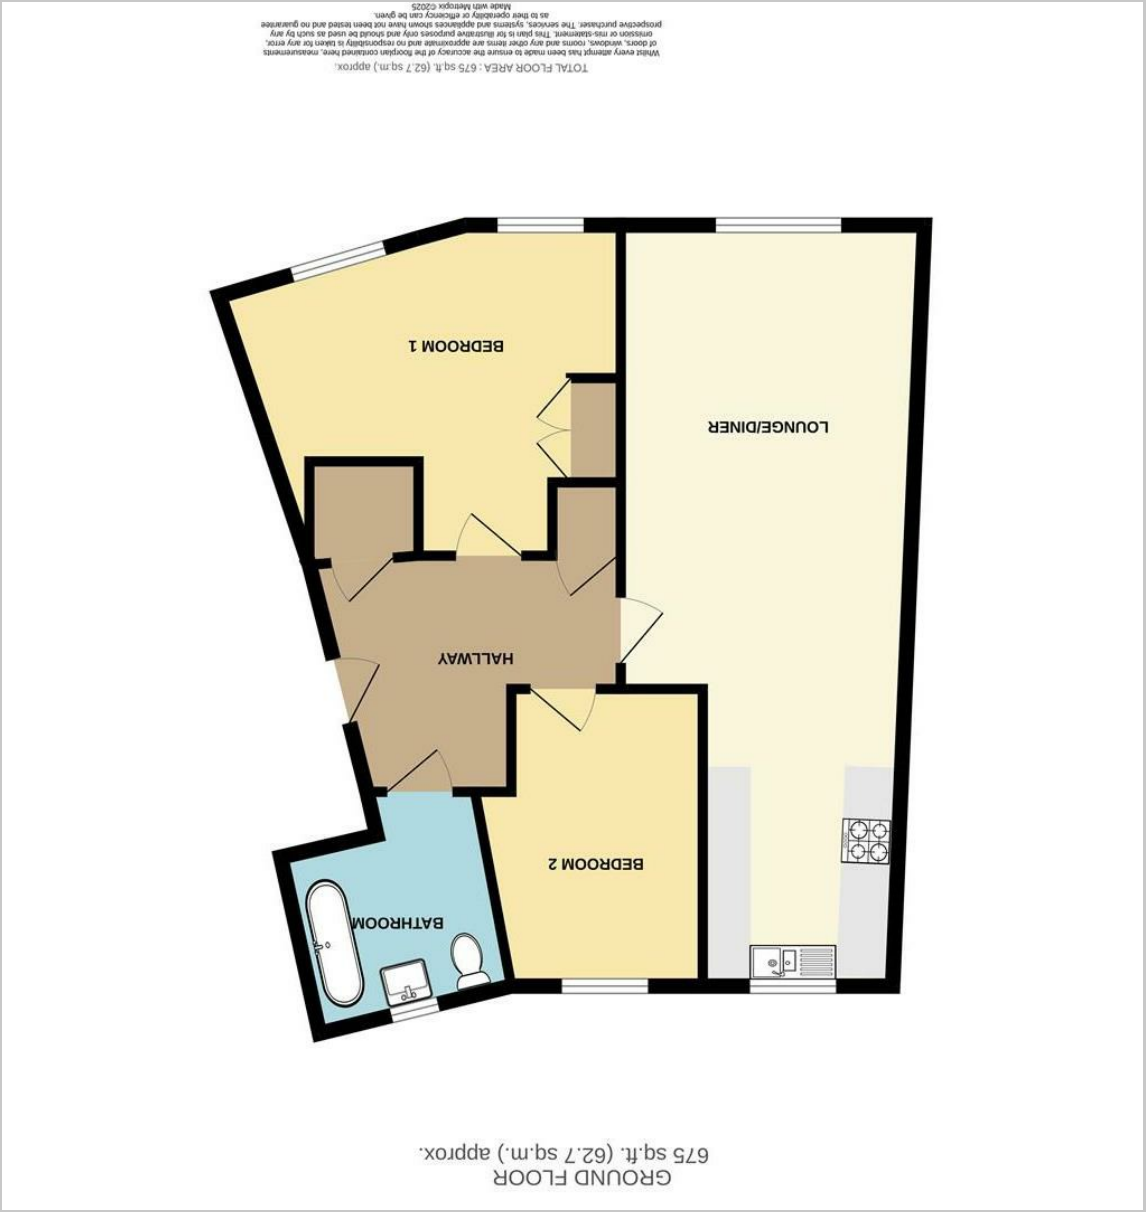 GROUND FLOOR
675 sq.ft. (62.7 sq.m.) approx.
BATHROOM
BEDROOM 2
HALLWAY
LOUNGE/DINER
BEDROOM 1
TOTAL FLOOR AREA : 675 sq.ft. (62.7 sq.m.) approx.
Whilst every attempt has been made to ensure the accuracy of the floorplan contained here, measurements
of doors, windows, rooms and any other items are approximate and no responsibility is taken for any error,
omission or mis-statement. This plan is for illustrative purposes only and should be used as such by any
prospective purchaser. The services, systems and appliances shown have not been tested and no guarantee
as to their operability or efficiency can be given.
Made with Metropix ©2025